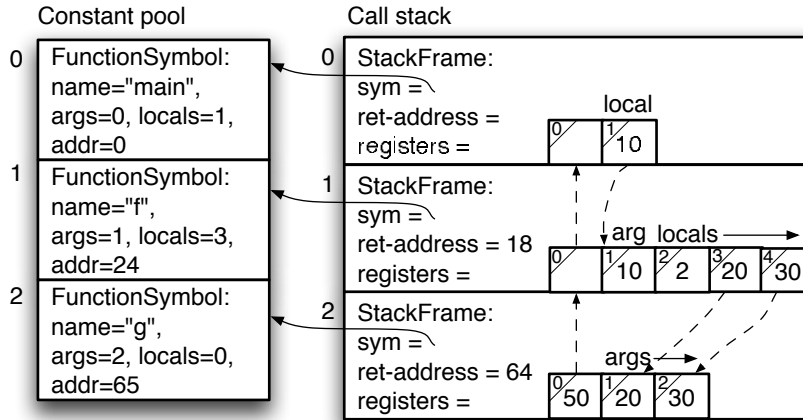 Constant pool
0
FunctionSymbol:
name="main",
args=0, locals=1,
addr=0
1
FunctionSymbol:
name="f",
args=1, locals=3,
addr=24
2
FunctionSymbol:
name="g",
args=2, locals=0,
addr=65
Call stack
0
StackFrame:
sym =
ret-address =
registers =
local
0 1 10
1
StackFrame:
sym =
ret-address = 18
registers =
arg locals
0 1 10 2 2 3 20 4 30
2
StackFrame:
sym =
ret-address = 64
registers =
args
0 50 1 20 2 30